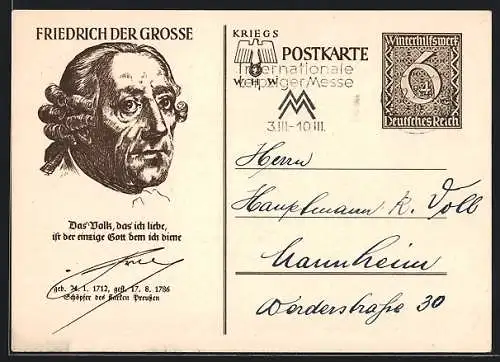 FRIEDRICH DER GROSSE
Das Volk, das ich liebe,
ist der einzige Gott dem ich diene
geb. 24. 1. 1712, gest. 17. 8. 1786
Schöpfer des starken Preußen
KRIEGS
W H W
POSTKARTE
Internationale
Leipziger Messe
MM
3.III.-10.III.
Winterhilfswerk
6
Deutsches Reich
Herrn
Hauptmann K. Voll
Mannheim
Werderstraße 30